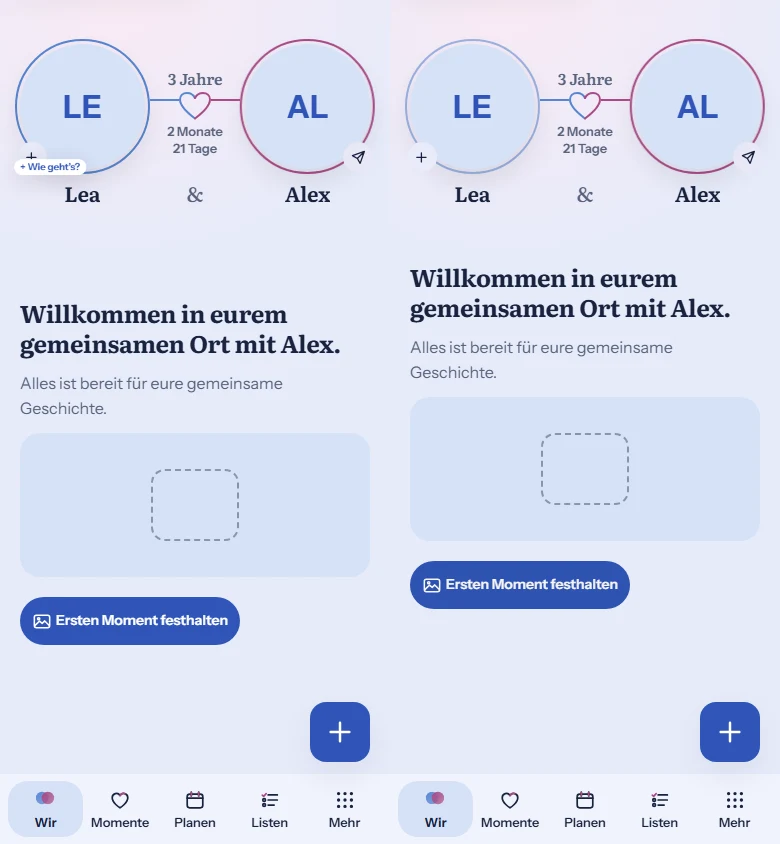 LE
3 Jahre
AL
2 Monate
21 Tage
+ Wie geht's?
Lea
&
Alex
Willkommen in eurem
gemeinsamen Ort mit Alex.
Alles ist bereit für eure gemeinsame
Geschichte.
Ersten Moment festhalten
Wir
Momente
Planen
Listen
Mehr
LE
3 Jahre
AL
2 Monate
21 Tage
Lea
&
Alex
Willkommen in eurem
gemeinsamen Ort mit Alex.
Alles ist bereit für eure gemeinsame
Geschichte.
Ersten Moment festhalten
Wir
Momente
Planen
Listen
Mehr